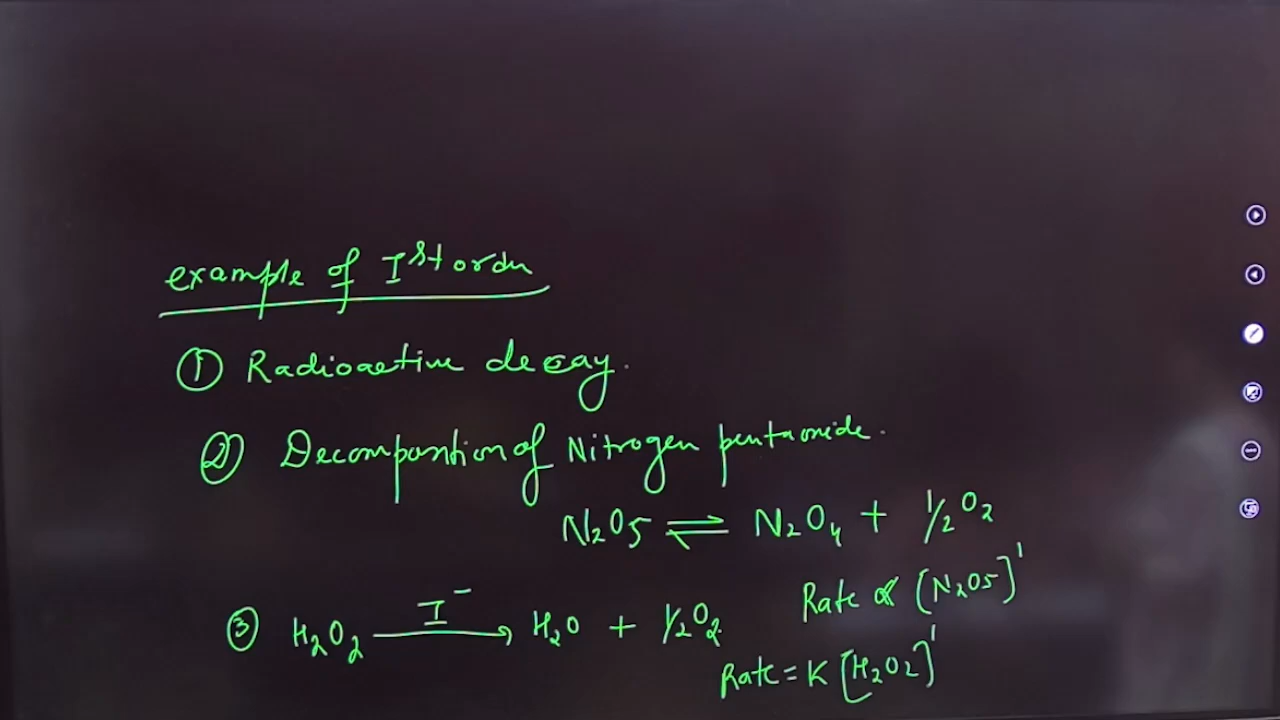 example of Ist order
① Radioactive decay.
② Decomposition of Nitrogen pentaoxide.
N₂O₅ ⇌ N₂O₄ + 1/2 O₂
Rate ∝ [N₂O₅]¹
③ H₂O₂ —I⁻→ H₂O + 1/2 O₂
Rate = K [H₂O₂]¹